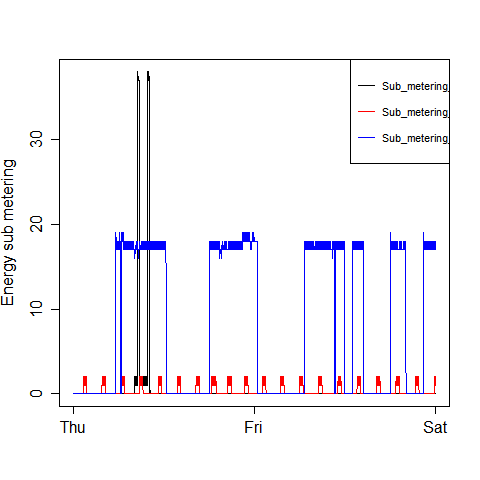 Energy sub metering
30
20
10
0
Thu
Fri
Sat
Sub_metering_
Sub_metering_
Sub_metering_